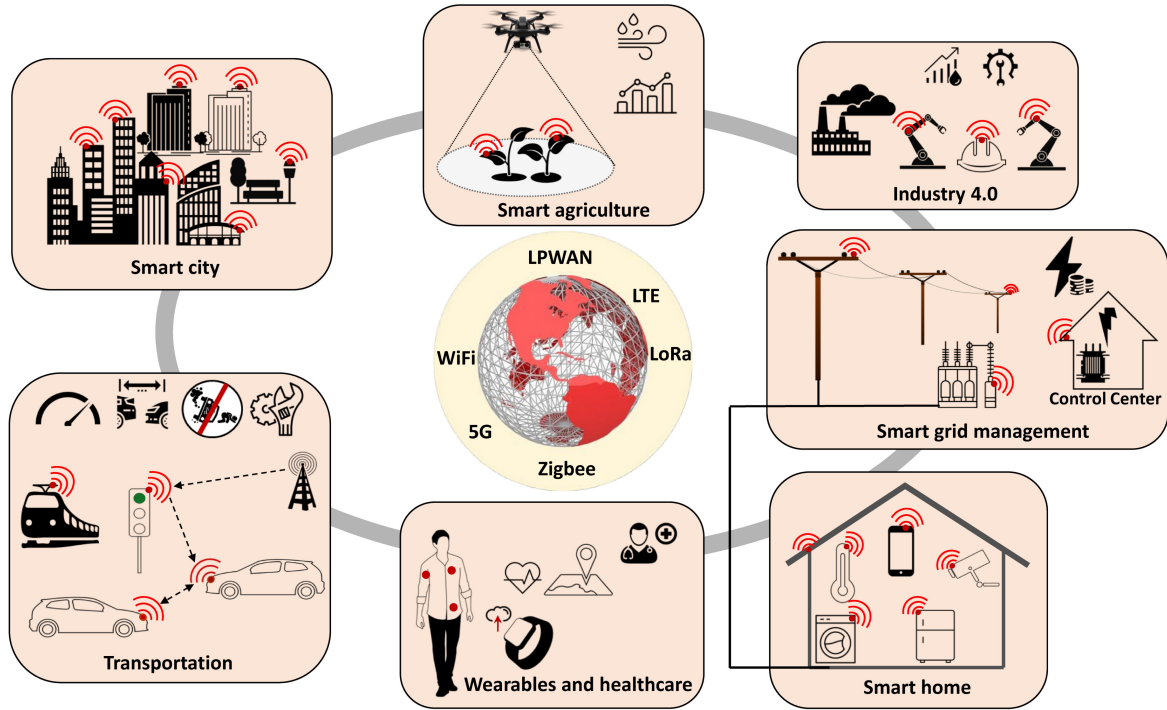 Smart city
Smart agriculture
Industry 4.0
LPWAN
LTE
WiFi
LoRa
5G
Zigbee
Control Center
Smart grid management
Transportation
Wearables and healthcare
Smart home